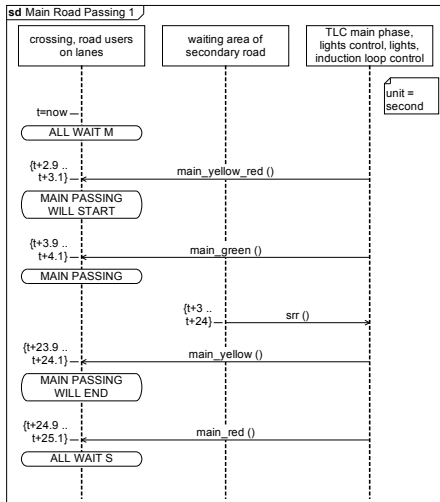 sd Main Road Passing 1
crossing, road users
on lanes
waiting area of
secondary road
TLC main phase,
lights control, lights,
induction loop control
unit =
second
t=now
ALL WAIT M
{t+2.9 ..
t+3.1}
main_yellow_red ()
MAIN PASSING
WILL START
{t+3.9 ..
t+4.1}
main_green ()
MAIN PASSING
{t+3 ..
t+24}
srr ()
{t+23.9 ..
t+24.1}
main_yellow ()
MAIN PASSING
WILL END
{t+24.9 ..
t+25.1}
main_red ()
ALL WAIT S